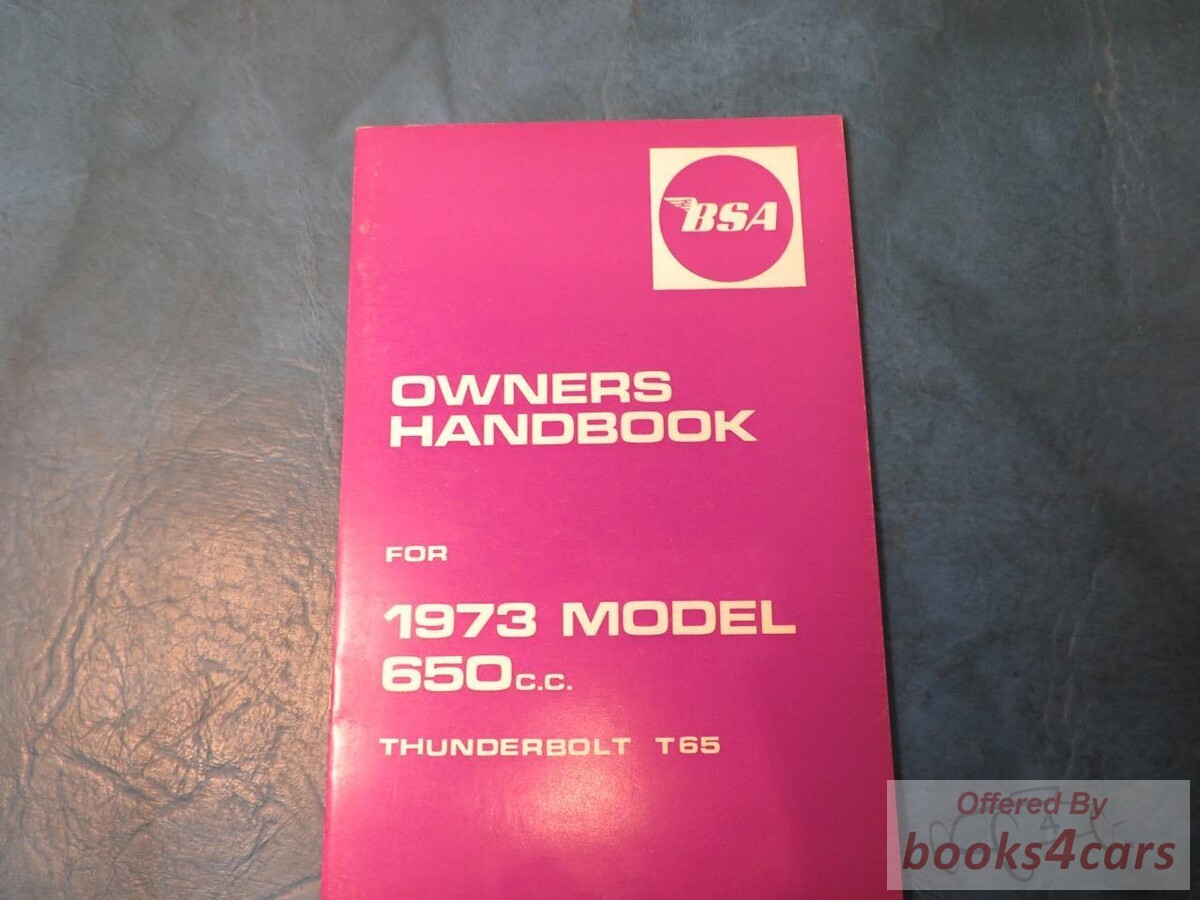 BSA
OWNERS
HANDBOOK
FOR
1973 MODEL
650c.c.
THUNDERBOLT T65
Offered By
books4cars